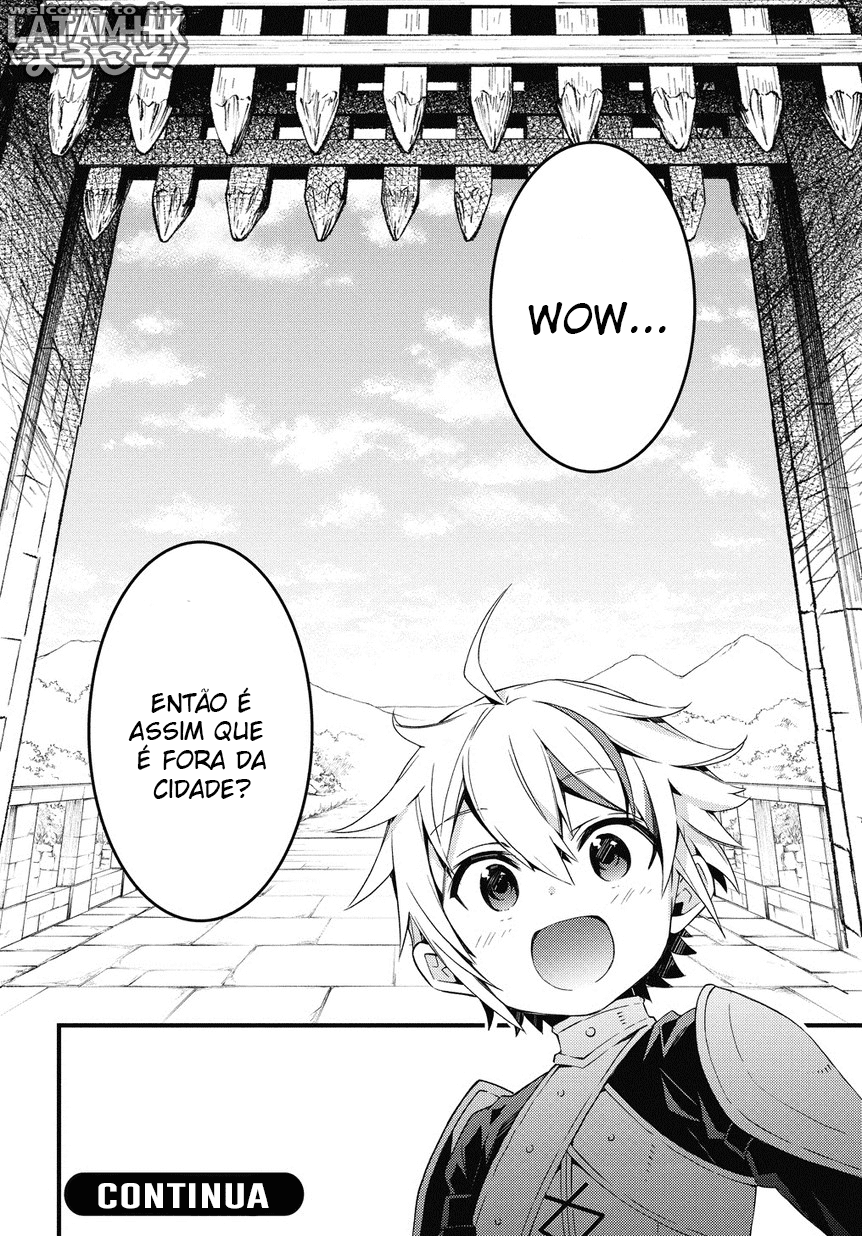 welcome to the
LATAM HK
ようこそ!
WOW...
ENTÃO É
ASSIM QUE
É FORA DA
CIDADE?
CONTINUA